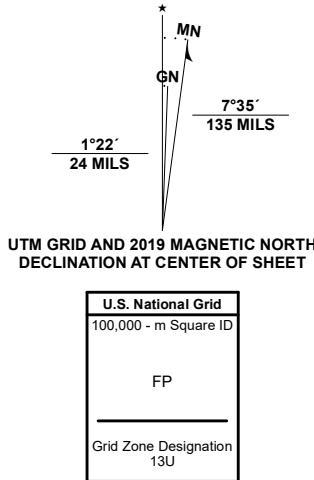 ★
MN
GN
7°35´
135 MILS
1°22´
24 MILS
UTM GRID AND 2019 MAGNETIC NORTH
DECLINATION AT CENTER OF SHEET
U.S. National Grid
100,000 - m Square ID
FP
Grid Zone Designation
13U